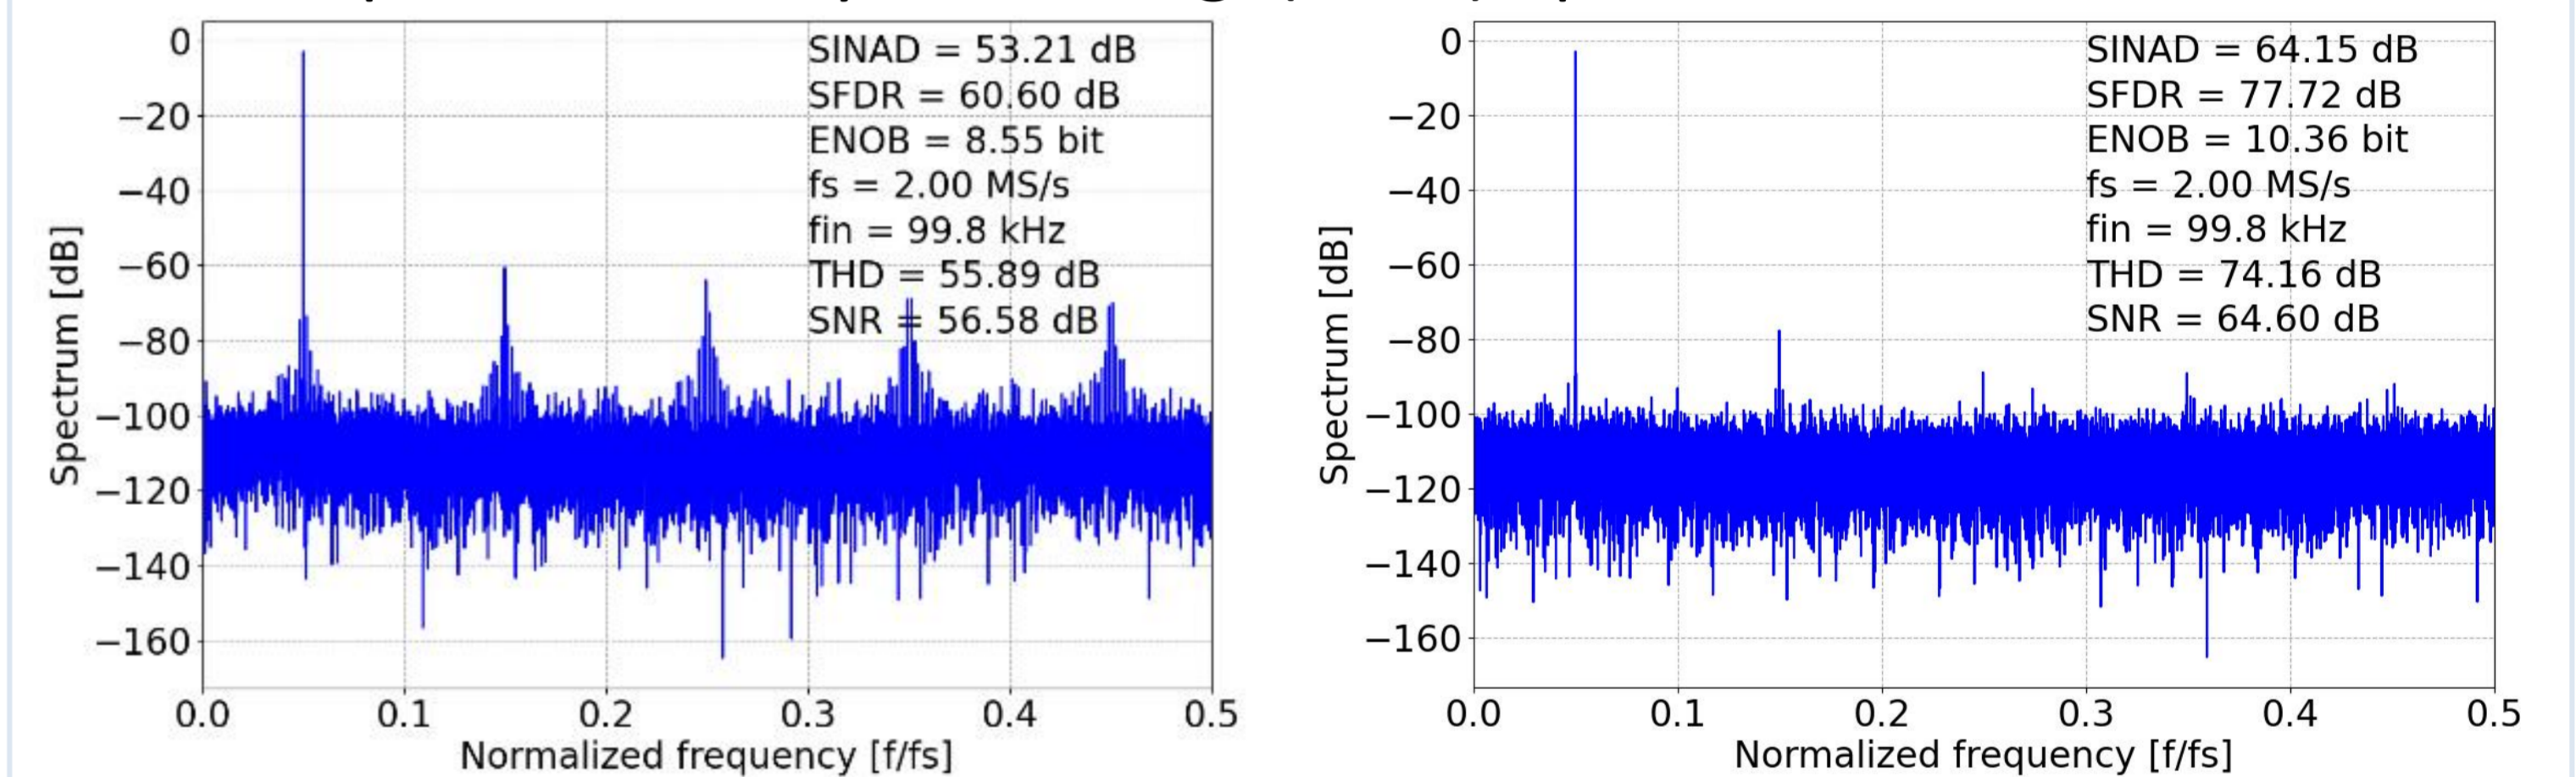 0
−20
−40
−60
−80
−100
−120
−140
−160
Spectrum [dB]
SINAD = 53.21 dB
SFDR = 60.60 dB
ENOB = 8.55 bit
fs = 2.00 MS/s
fin = 99.8 kHz
THD = 55.89 dB
SNR = 56.58 dB
0.0 0.1 0.2 0.3 0.4 0.5
Normalized frequency [f/fs]
0
−20
−40
−60
−80
−100
−120
−140
−160
Spectrum [dB]
SINAD = 64.15 dB
SFDR = 77.72 dB
ENOB = 10.36 bit
fs = 2.00 MS/s
fin = 99.8 kHz
THD = 74.16 dB
SNR = 64.60 dB
0.0 0.1 0.2 0.3 0.4 0.5
Normalized frequency [f/fs]